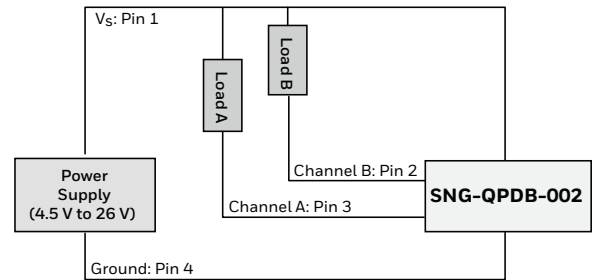 VS: Pin 1
Load A
Load B
Channel B: Pin 2
Power
Supply
(4.5 V to 26 V)
SNG-QPDB-002
Channel A: Pin 3
Ground: Pin 4